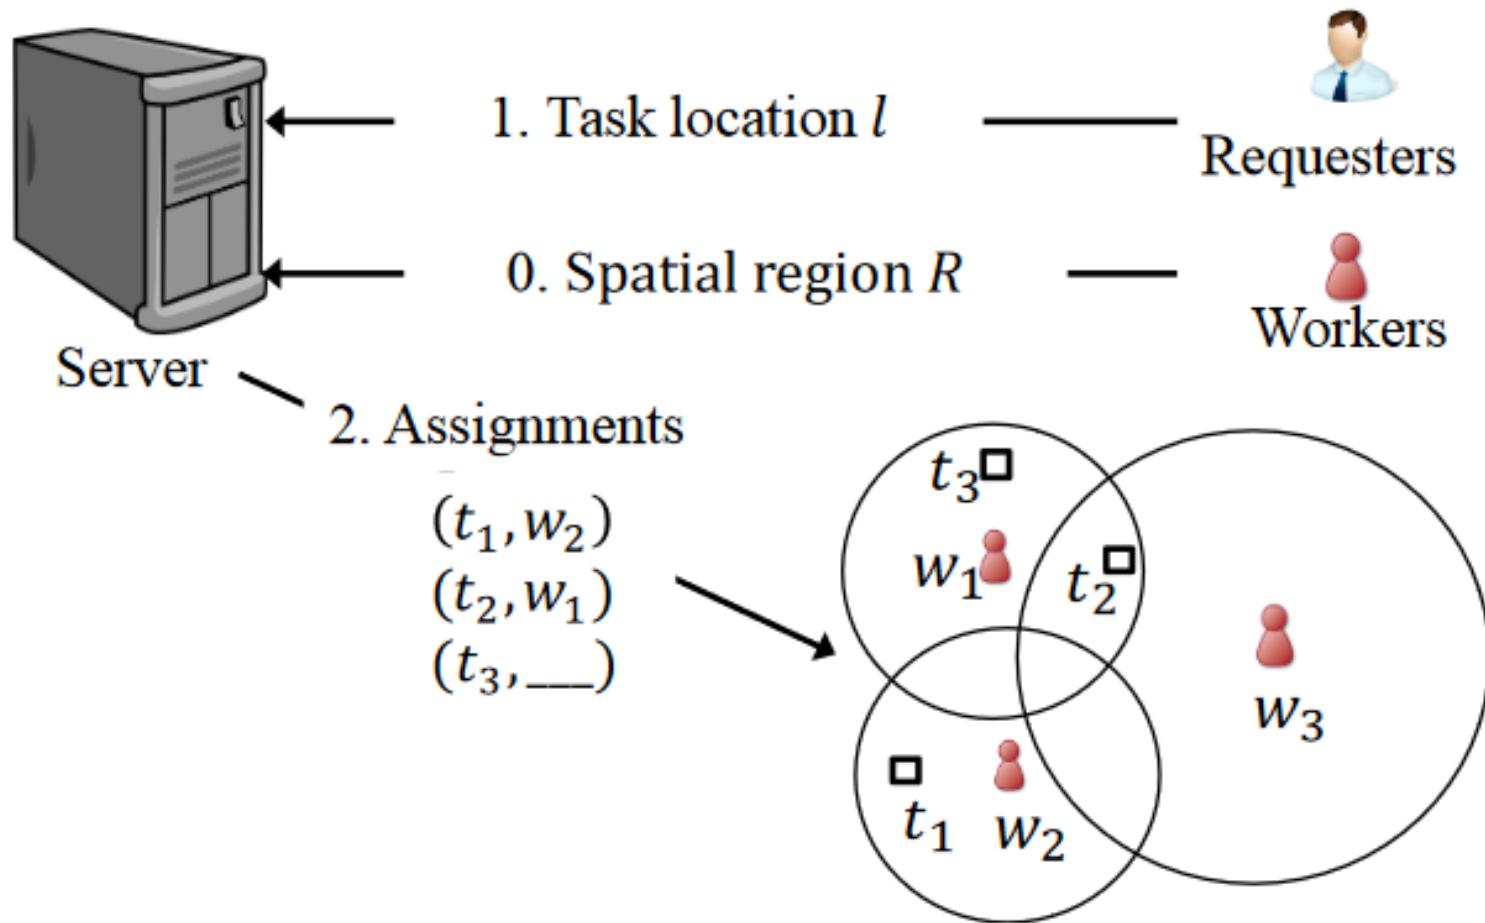 1. Task location l
Requesters
0. Spatial region R
Workers
Server
2. Assignments
(t₁, w₂)
(t₂, w₁)
(t₃, ___)
t₃
w₁
t₂
w₃
t₁
w₂